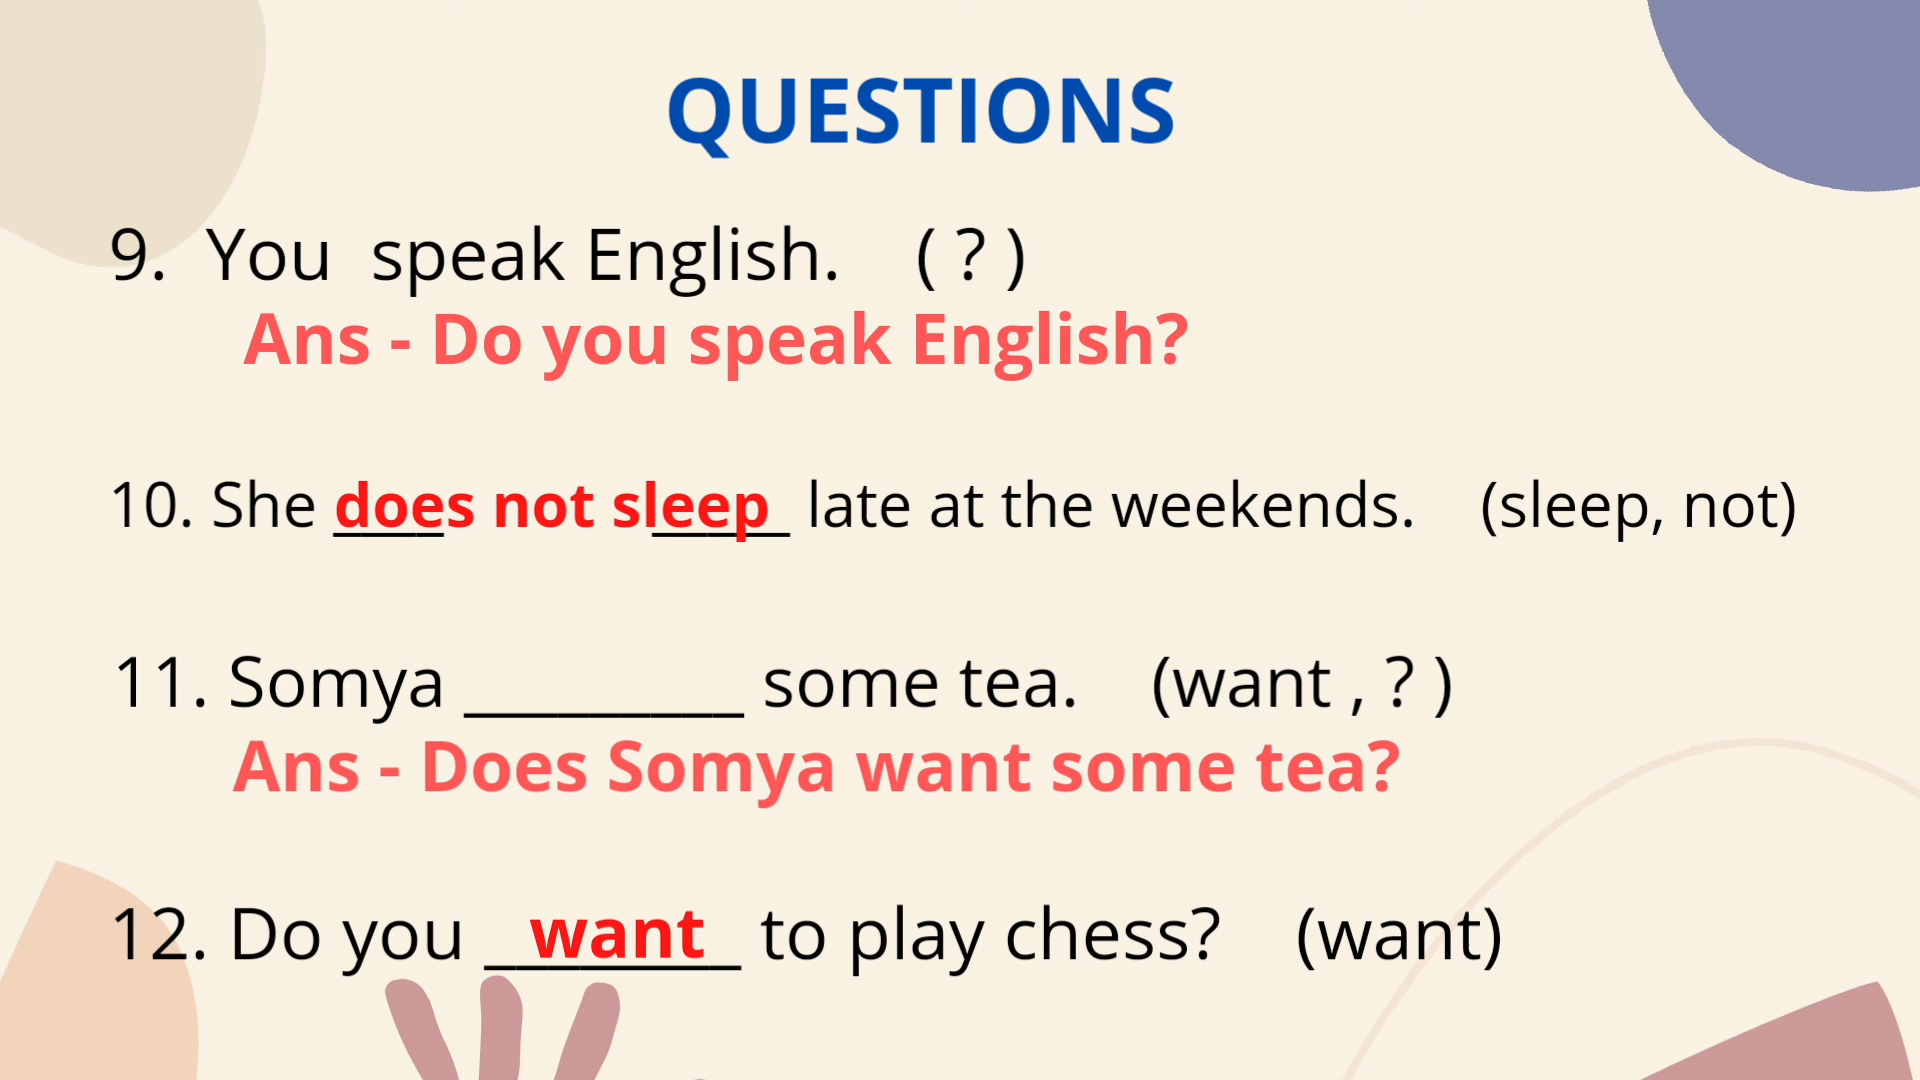 QUESTIONS
9. You speak English. ( ? )
Ans - Do you speak English?
10. She does not sleep late at the weekends. (sleep, not)
11. Somya _________ some tea. (want , ? )
Ans - Does Somya want some tea?
12. Do you want to play chess? (want)